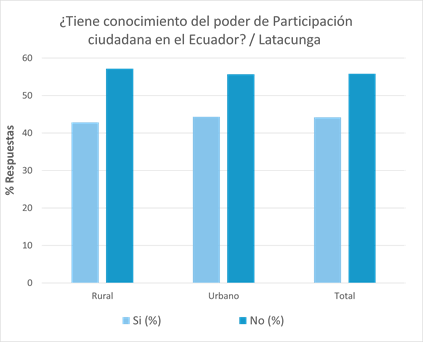 ¿Tiene conocimiento del poder de Participación
ciudadana en el Ecuador? / Latacunga
% Respuestas
60
50
40
30
20
10
0
Rural
Urbano
Total
Si (%)
No (%)